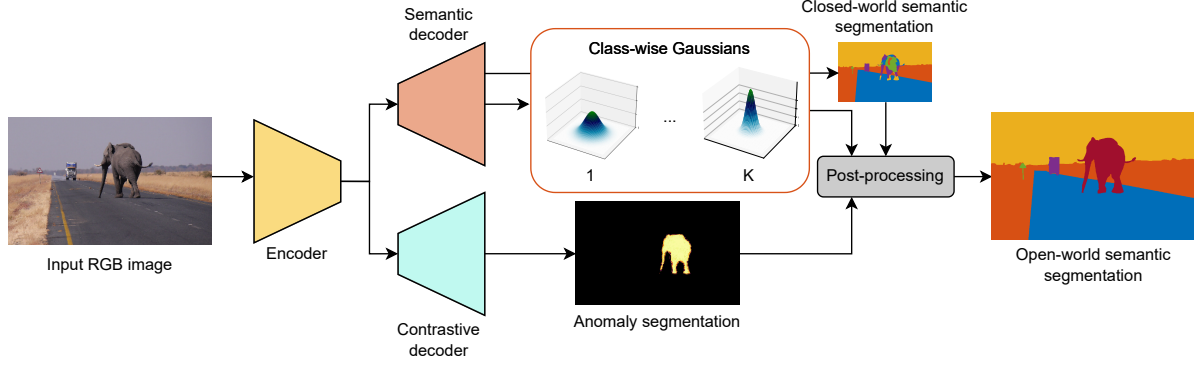 Semantic
decoder
Class-wise Gaussians
Closed-world semantic
segmentation
1
...
K
Post-processing
Input RGB image
Encoder
Contrastive
decoder
Anomaly segmentation
Open-world semantic
segmentation